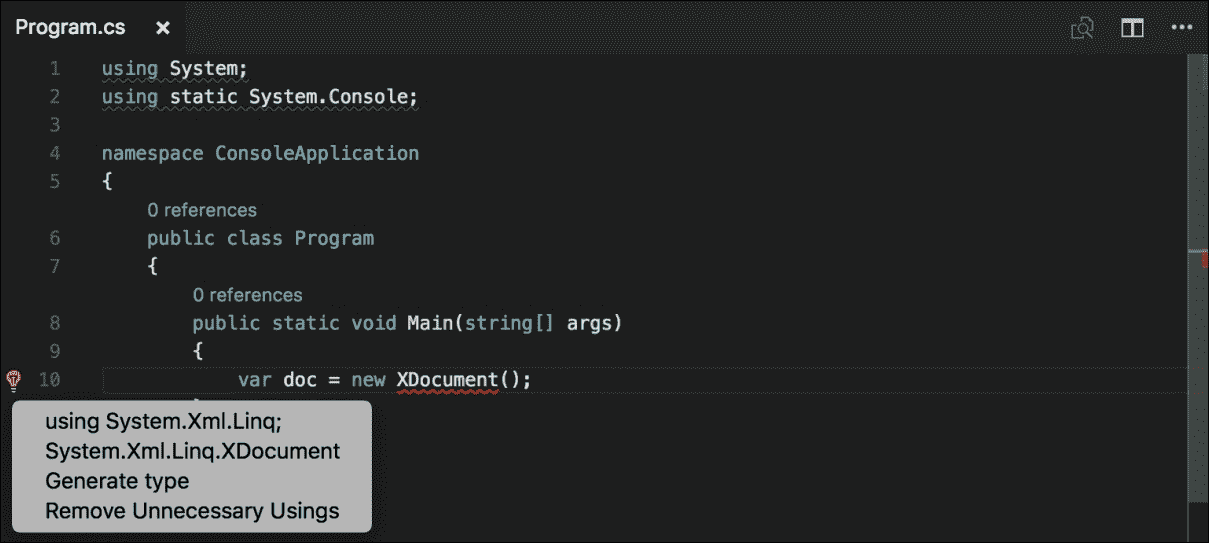 Program.cs
1 using System;
2 using static System.Console;
3
4 namespace ConsoleApplication
5 {
0 references
6 public class Program
7 {
0 references
8 public static void Main(string[] args)
9 {
10 var doc = new XDocument();
using System.Xml.Linq;
System.Xml.Linq.XDocument
Generate type
Remove Unnecessary Usings